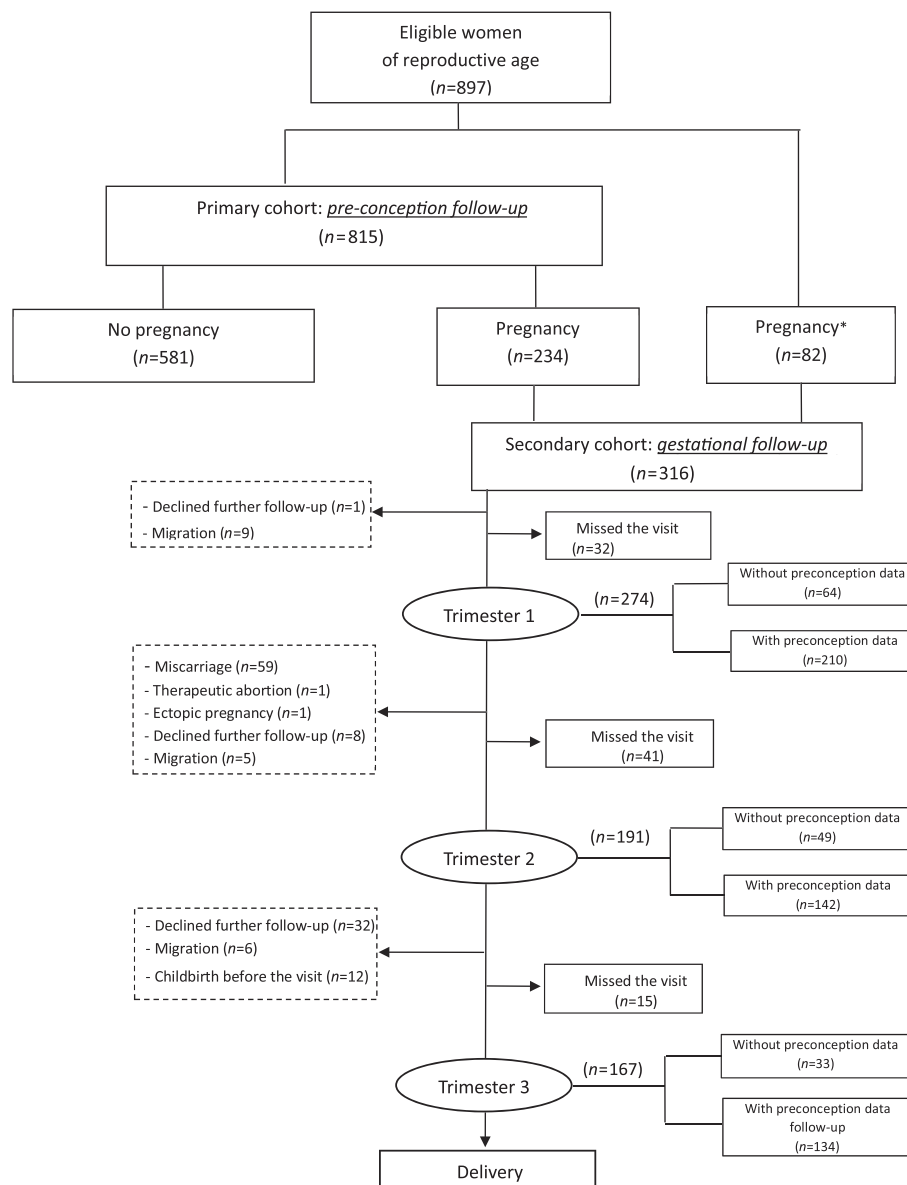 Eligible women
of reproductive age
(n=897)
Primary cohort: pre-conception follow-up
(n=815)
No pregnancy
(n=581)
Pregnancy
(n=234)
Pregnancy*
(n=82)
Secondary cohort: gestational follow-up
(n=316)
- Declined further follow-up (n=1)
- Migration (n=9)
Missed the visit
(n=32)
Trimester 1
(n=274)
Without preconception data
(n=64)
With preconception data
(n=210)
- Miscarriage (n=59)
- Therapeutic abortion (n=1)
- Ectopic pregnancy (n=1)
- Declined further follow-up (n=8)
- Migration (n=5)
Missed the visit
(n=41)
Trimester 2
(n=191)
Without preconception data
(n=49)
With preconception data
(n=142)
- Declined further follow-up (n=32)
- Migration (n=6)
- Childbirth before the visit (n=12)
Missed the visit
(n=15)
Trimester 3
(n=167)
Without preconception data
(n=33)
With preconception data
follow-up
(n=134)
Delivery